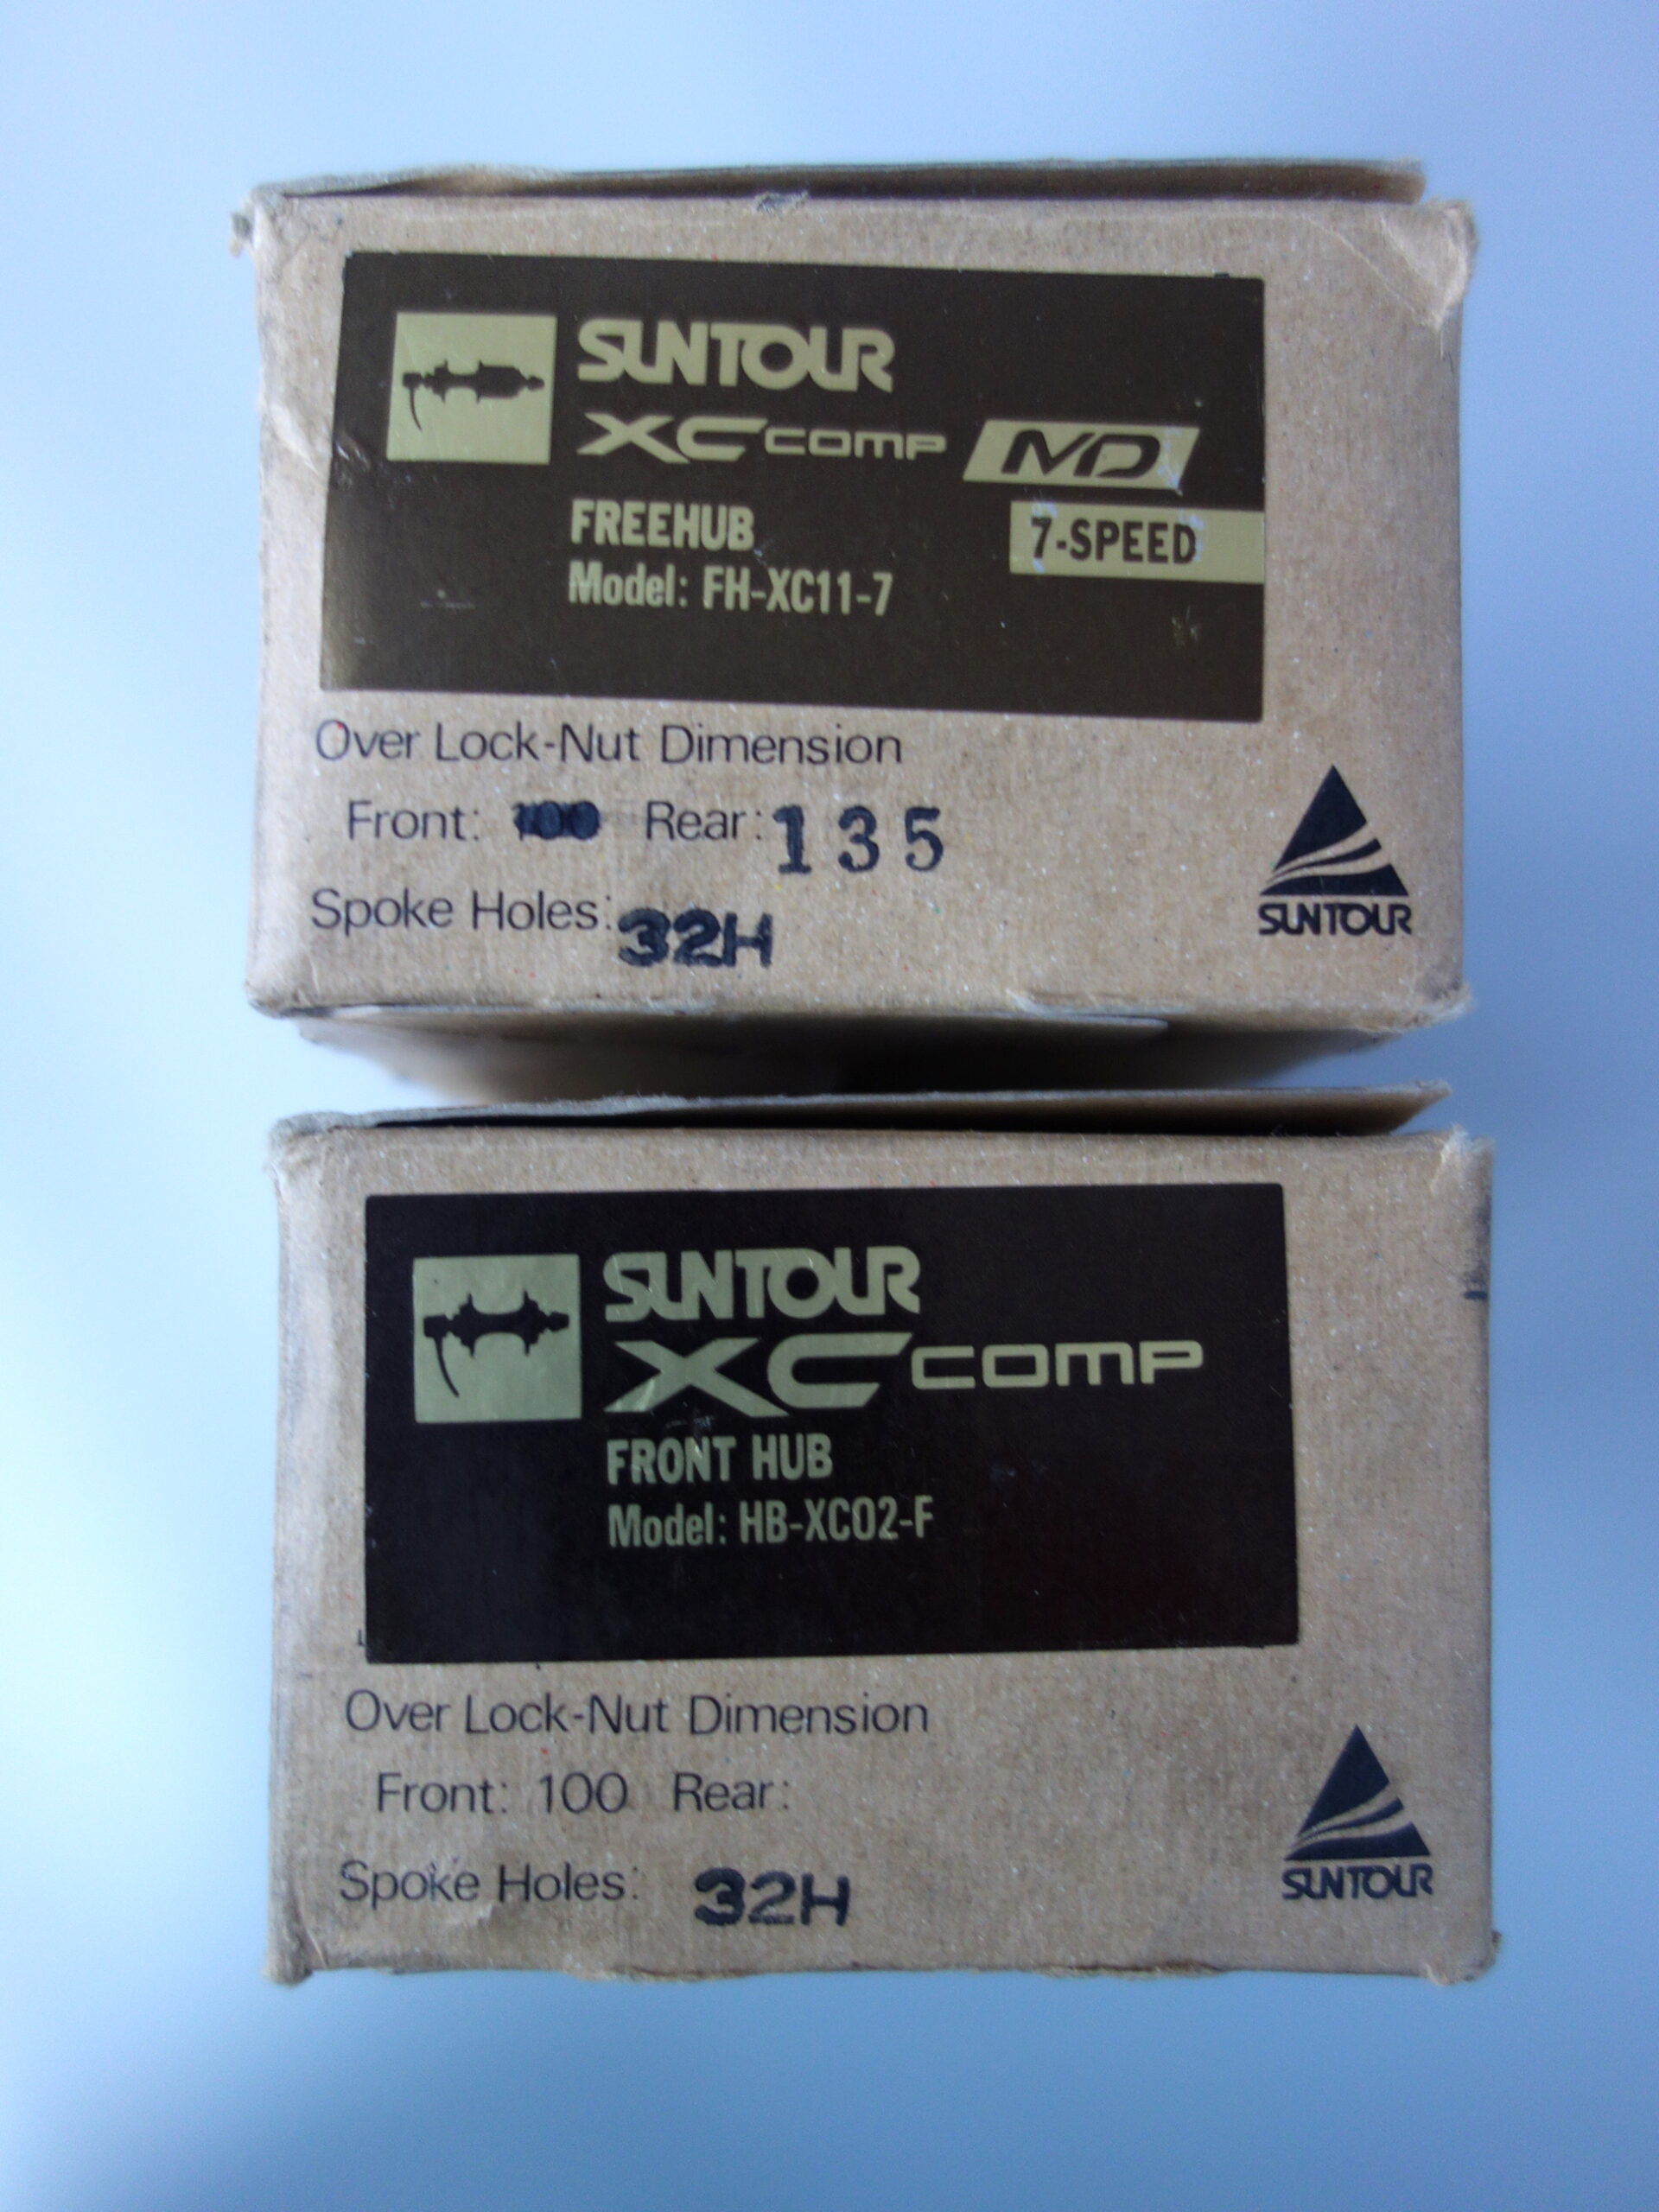 SUNTOUR
XC COMP MD
FREEHUB
7-SPEED
Model: FH-XC11-7
Over Lock-Nut Dimension
Front: 100 Rear: 135
Spoke Holes: 32H
SUNTOUR
SUNTOUR
XC COMP
FRONT HUB
Model: HB-XC02-F
Over Lock-Nut Dimension
Front: 100 Rear:
Spoke Holes: 32H
SUNTOUR